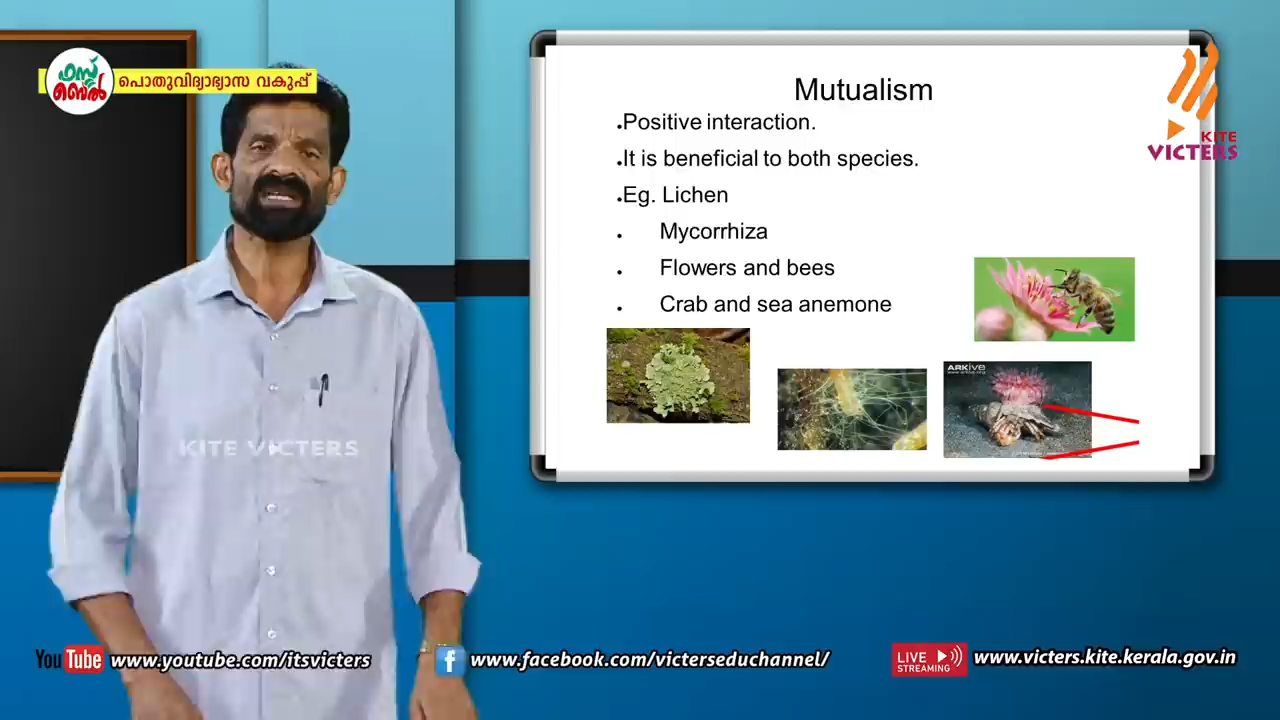 ഫസ്റ്റ്
ബെൽ
പൊതുവിദ്യാഭ്യാസ വകുപ്പ്
KITE
VICTERS
Mutualism
.Positive interaction.
.It is beneficial to both species.
.Eg. Lichen
. Mycorrhiza
. Flowers and bees
. Crab and sea anemone
ARKIVE
KITE VICTERS
YouTube www.youtube.com/itsvicters
f www.facebook.com/victerseduchannel/
LIVE
STREAMING
www.victers.kite.kerala.gov.in